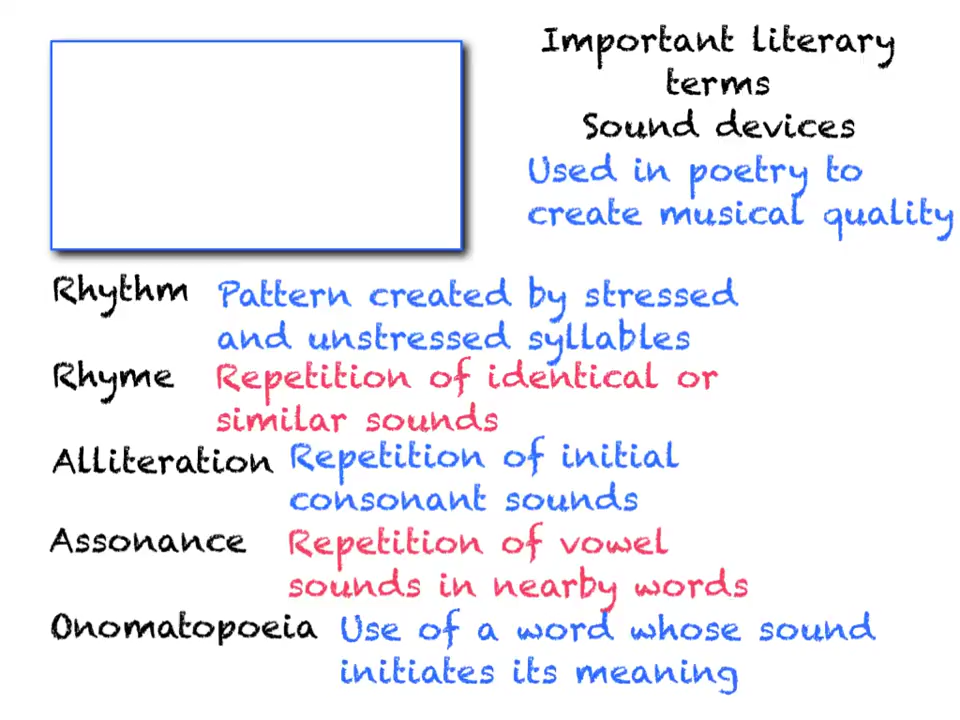 Important literary
terms
Sound devices
Used in poetry to
create musical quality
Rhythm Pattern created by stressed
and unstressed syllables
Rhyme Repetition of identical or
similar sounds
Alliteration Repetition of initial
consonant sounds
Assonance Repetition of vowel
sounds in nearby words
Onomatopoeia Use of a word whose sound
initiates its meaning